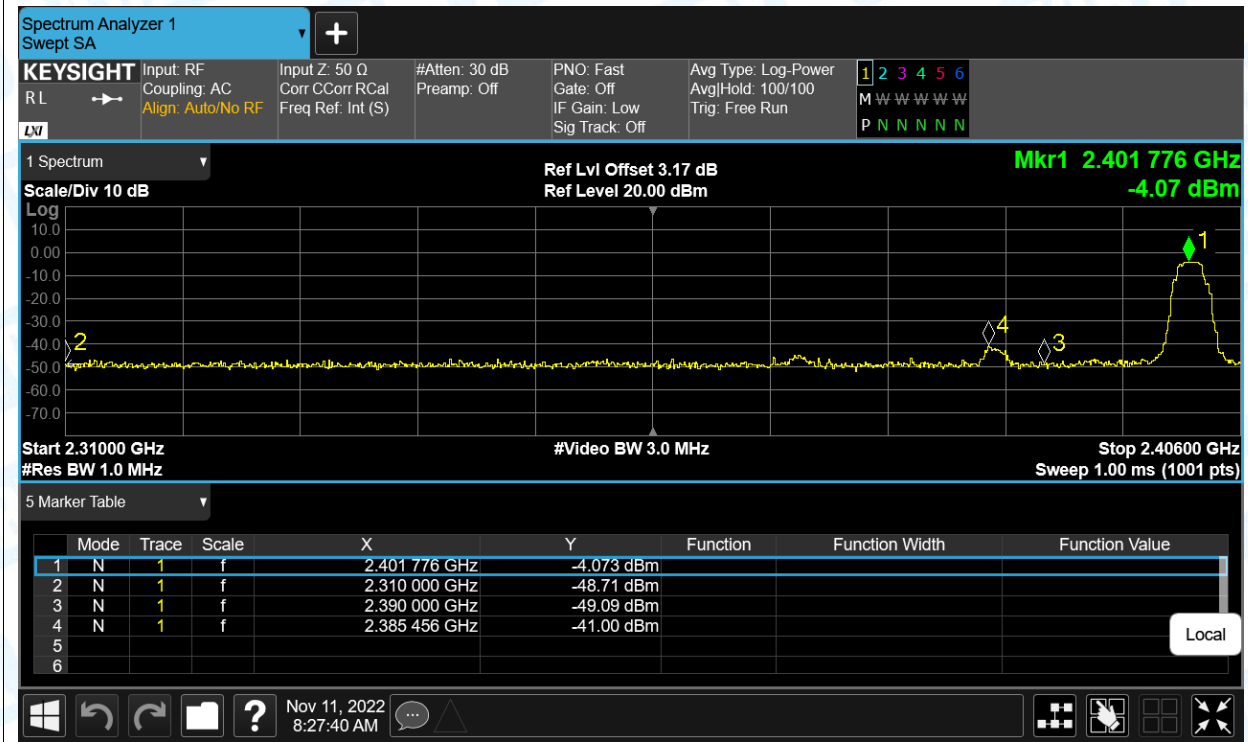 Spectrum Analyzer 1
Swept SA
KEYSIGHT
R L
LXI
Input: RF
Coupling: AC
Align: Auto/No RF
Input Z: 50 Ω
Corr CCorr RCal
Freq Ref: Int (S)
#Atten: 30 dB
Preamp: Off
PNO: Fast
Gate: Off
IF Gain: Low
Sig Track: Off
Avg Type: Log-Power
Avg|Hold: 100/100
Trig: Free Run
1 2 3 4 5 6
M W W W W W W
P N N N N N
1 Spectrum
Scale/Div 10 dB
Ref Lvl Offset 3.17 dB
Ref Level 20.00 dBm
Mkr1 2.401 776 GHz
-4.07 dBm
Log
10.0
0.00
-10.0
-20.0
-30.0
-40.0
-50.0
-60.0
-70.0
1
2
4
3
Start 2.31000 GHz
#Video BW 3.0 MHz
Stop 2.40600 GHz
#Res BW 1.0 MHz
Sweep 1.00 ms (1001 pts)
5 Marker Table
Mode Trace Scale X Y Function Function Width Function Value
1 N 1 f 2.401 776 GHz -4.073 dBm
2 N 1 f 2.310 000 GHz -48.71 dBm
3 N 1 f 2.390 000 GHz -49.09 dBm
4 N 1 f 2.385 456 GHz -41.00 dBm
5
6
Local
?
Nov 11, 2022
8:27:40 AM